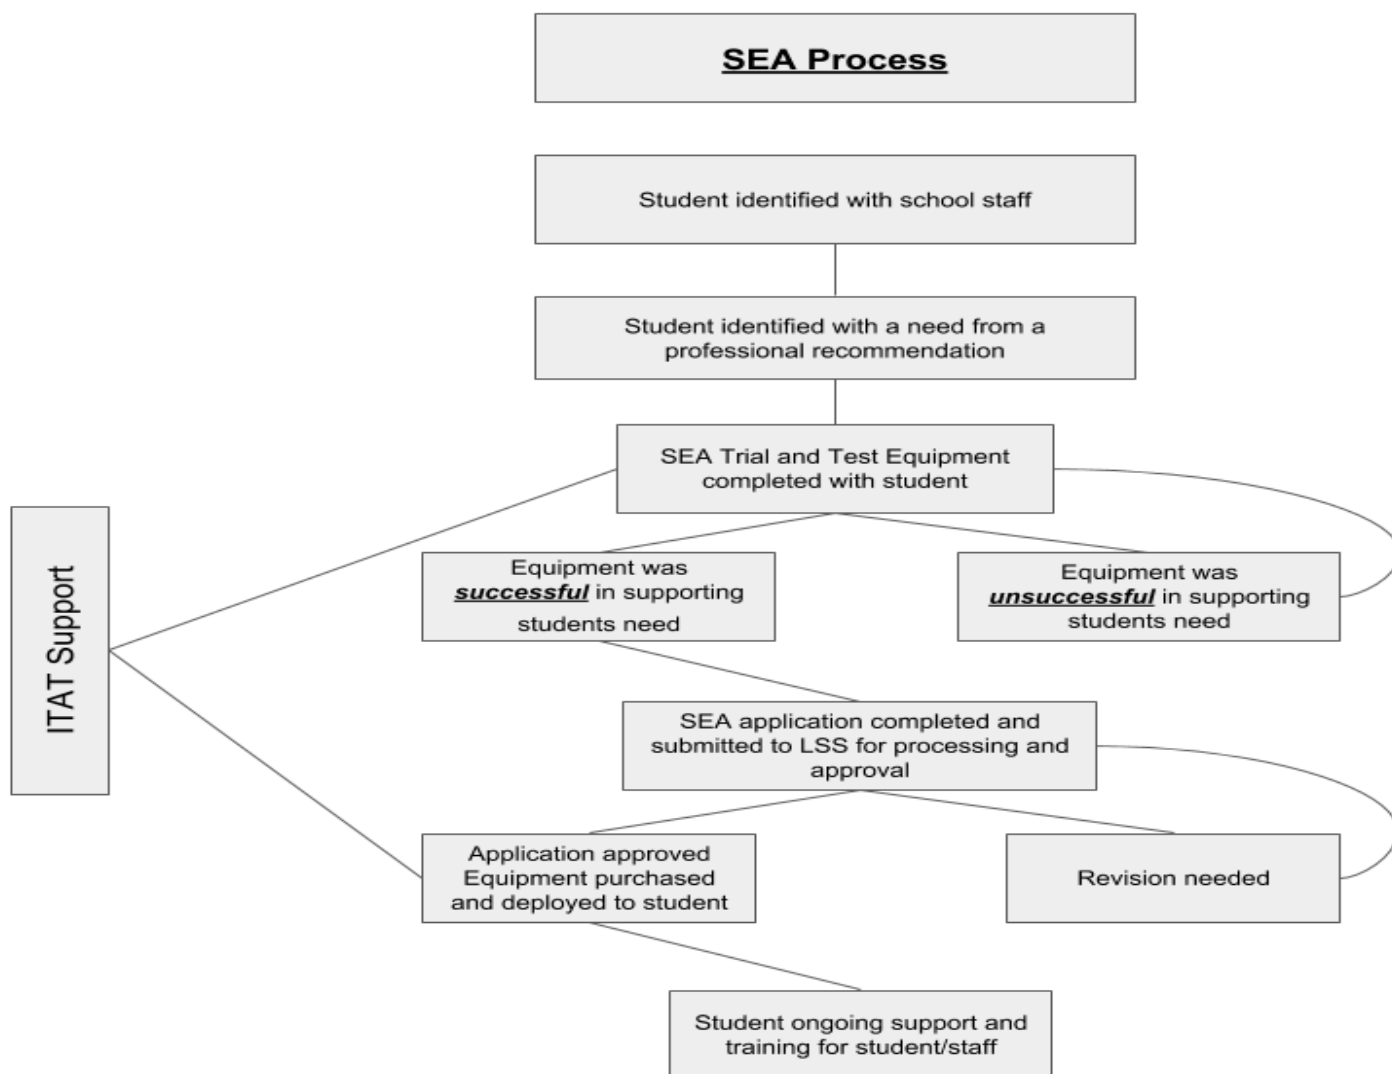 SEA Process
Student identified with school staff
Student identified with a need from a
professional recommendation
SEA Trial and Test Equipment
completed with student
Equipment was
successful in supporting
students need
Equipment was
unsuccessful in supporting
students need
ITAT Support
SEA application completed and
submitted to LSS for processing and
approval
Application approved
Equipment purchased
and deployed to student
Revision needed
Student ongoing support and
training for student/staff